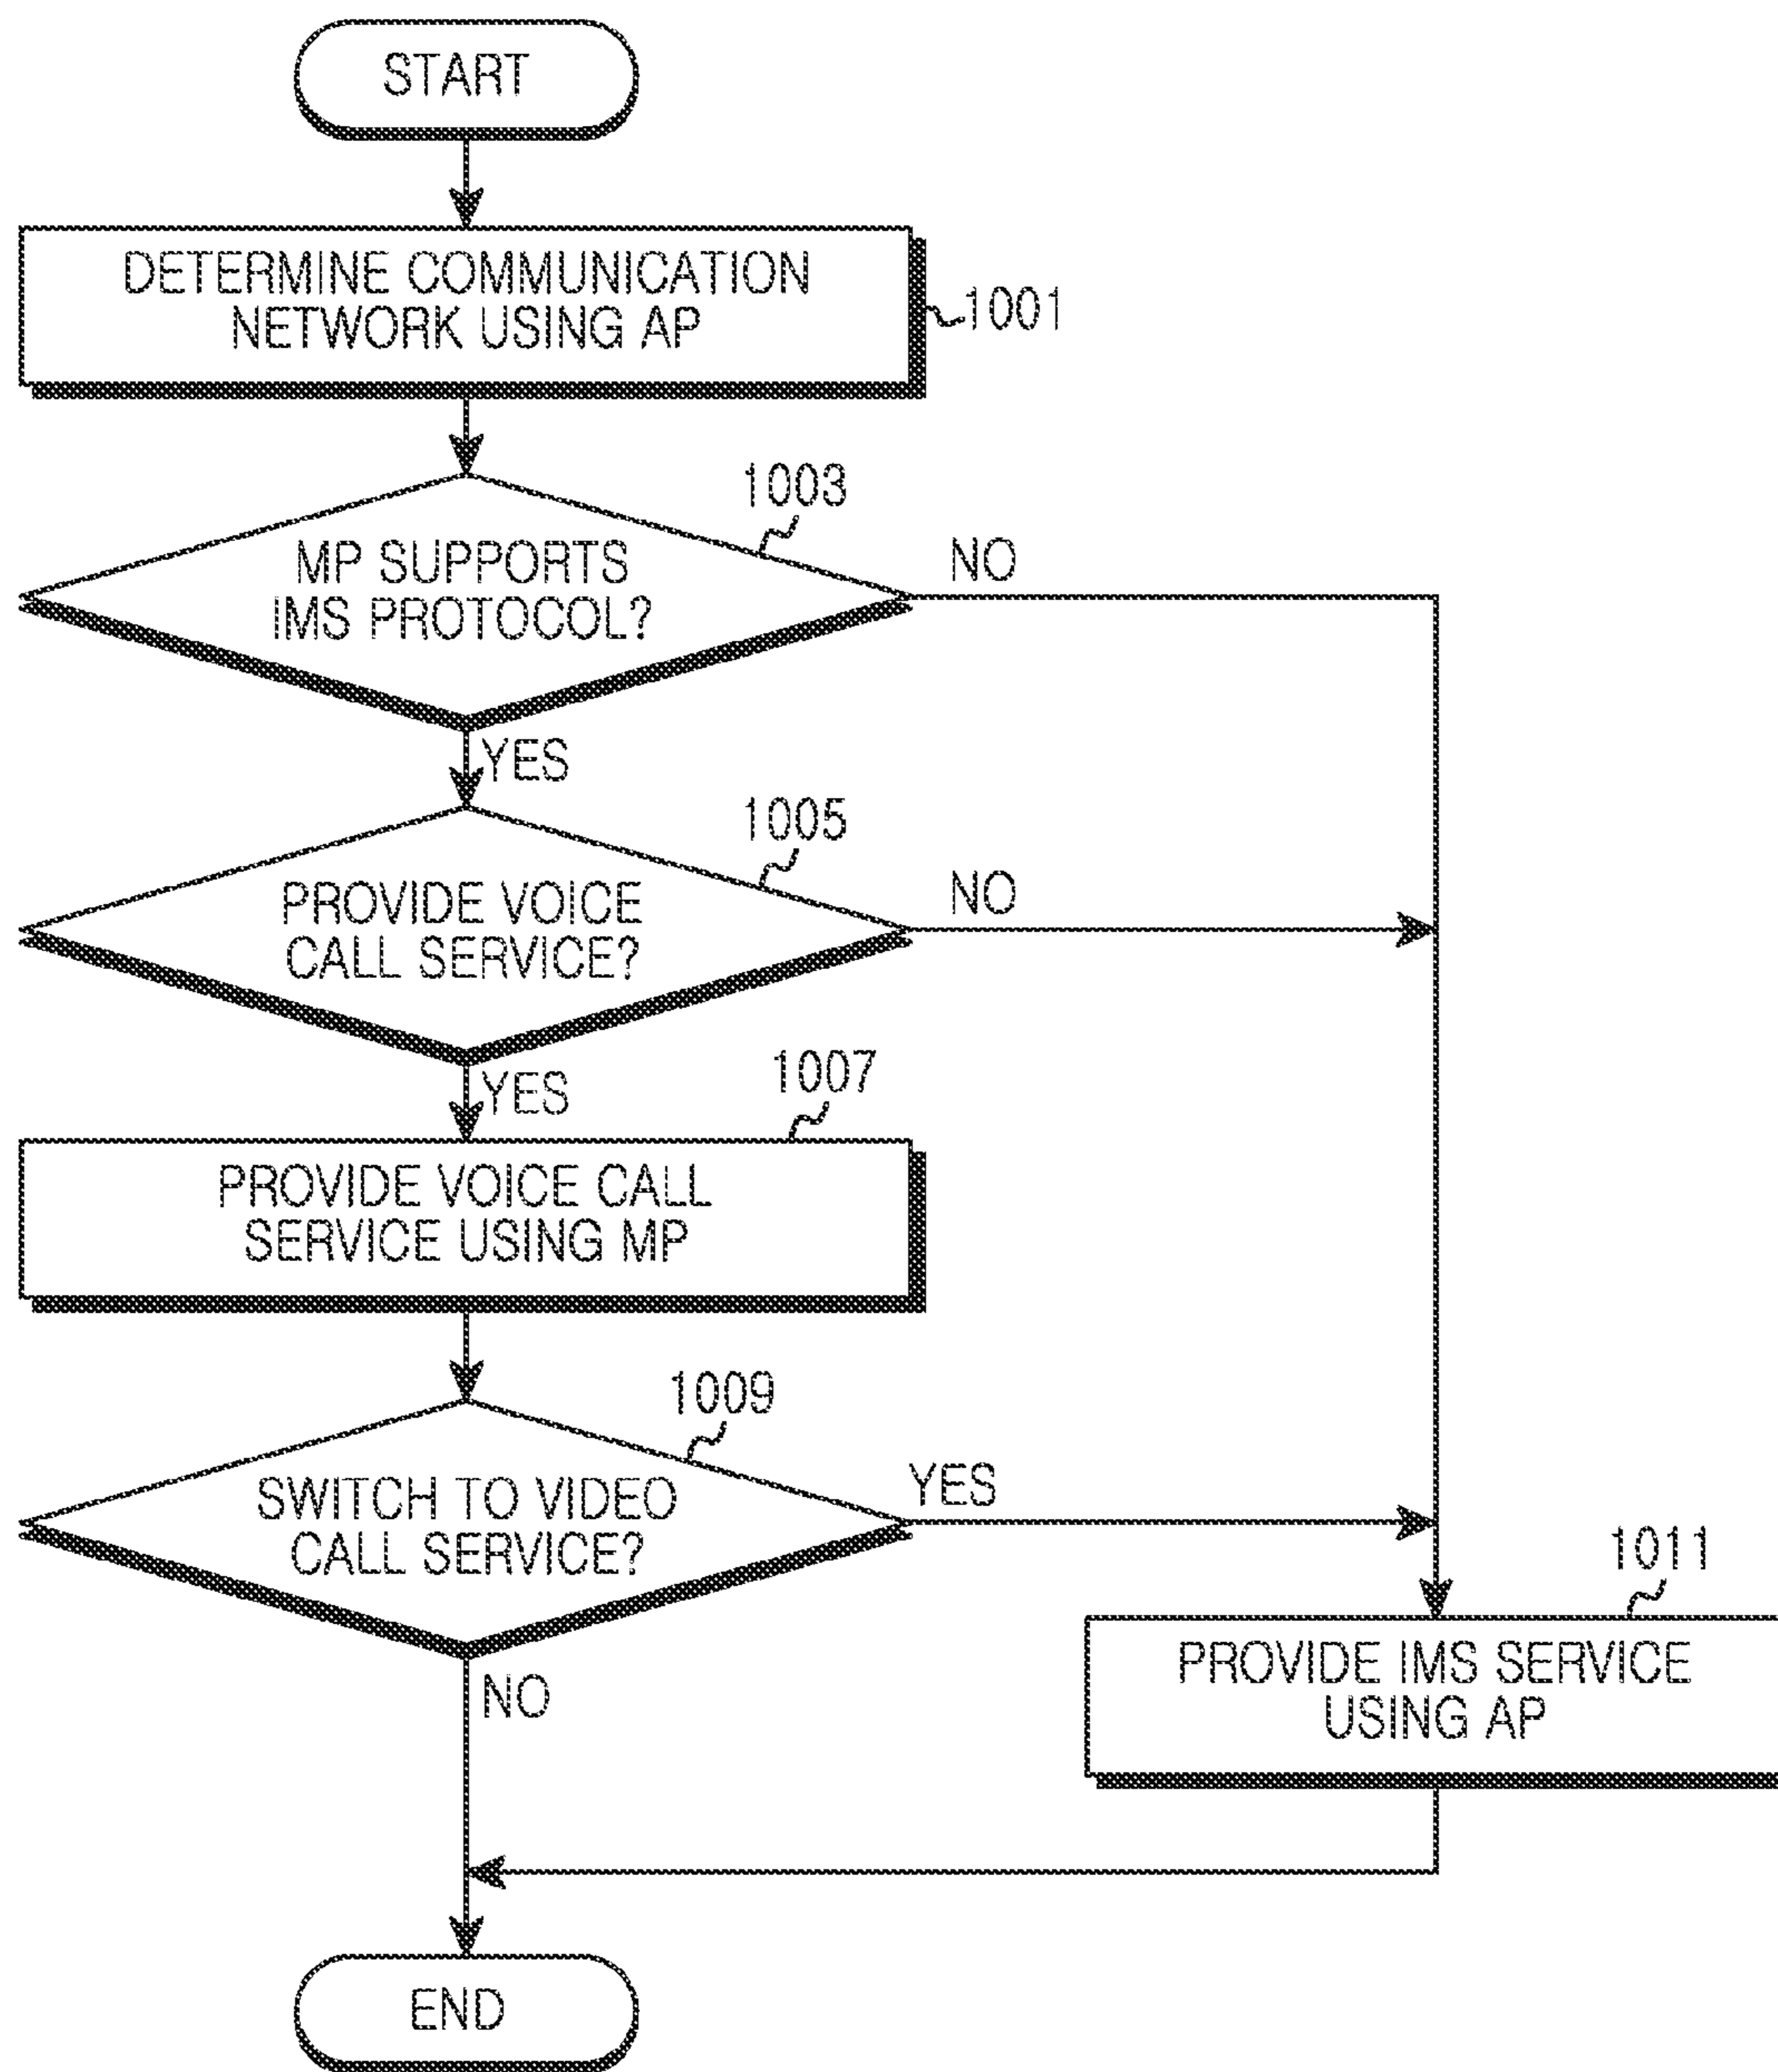 START
DETERMINE COMMUNICATION
NETWORK USING AP
1001
1003
MP SUPPORTS
IMS PROTOCOL?
NO
YES
1005
PROVIDE VOICE
CALL SERVICE?
NO
YES
1007
PROVIDE VOICE CALL
SERVICE USING MP
1009
SWITCH TO VIDEO
CALL SERVICE?
YES
NO
1011
PROVIDE IMS SERVICE
USING AP
END